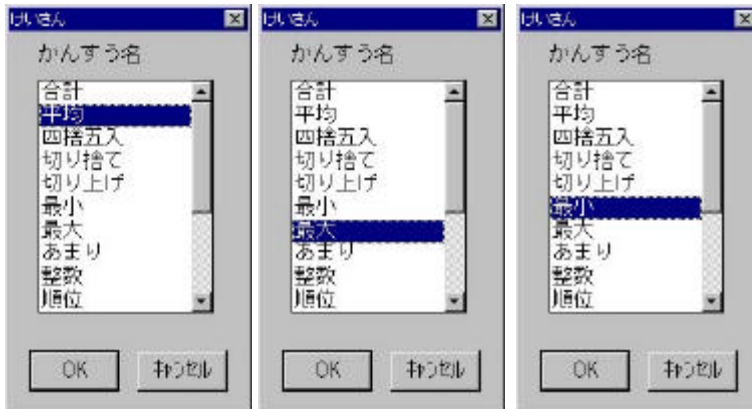 けいさん
かんすう名
合計
平均
四捨五入
切り捨て
切り上げ
最小
最大
あまり
整数
順位
OK
キャンセル
けいさん
かんすう名
合計
平均
四捨五入
切り捨て
切り上げ
最小
最大
あまり
整数
順位
OK
キャンセル
けいさん
かんすう名
合計
平均
四捨五入
切り捨て
切り上げ
最小
最大
あまり
整数
順位
OK
キャンセル